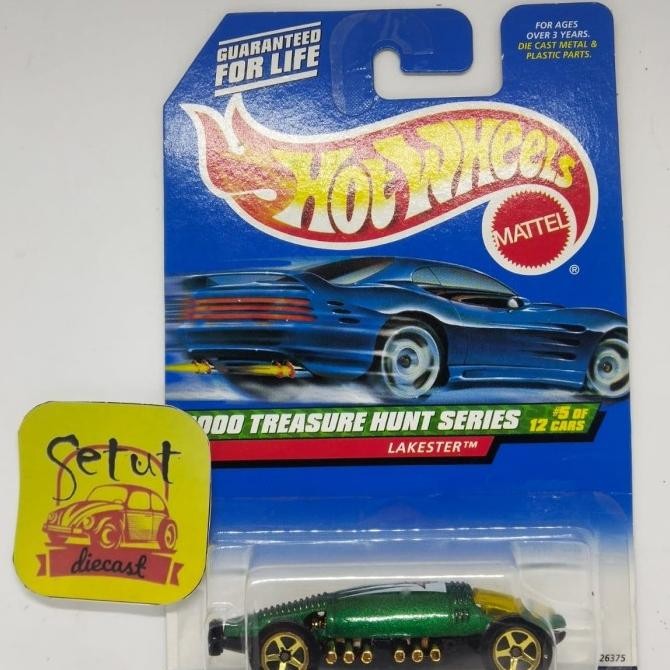 GUARANTEED
FOR LIFE
FOR AGES
OVER 3 YEARS.
DIE CAST METAL &
PLASTIC PARTS.
HOT WHEELS
MATTEL
®
000 TREASURE HUNT SERIES
#5 OF
12 CARS
LAKESTER™
Setut
diecast
26375